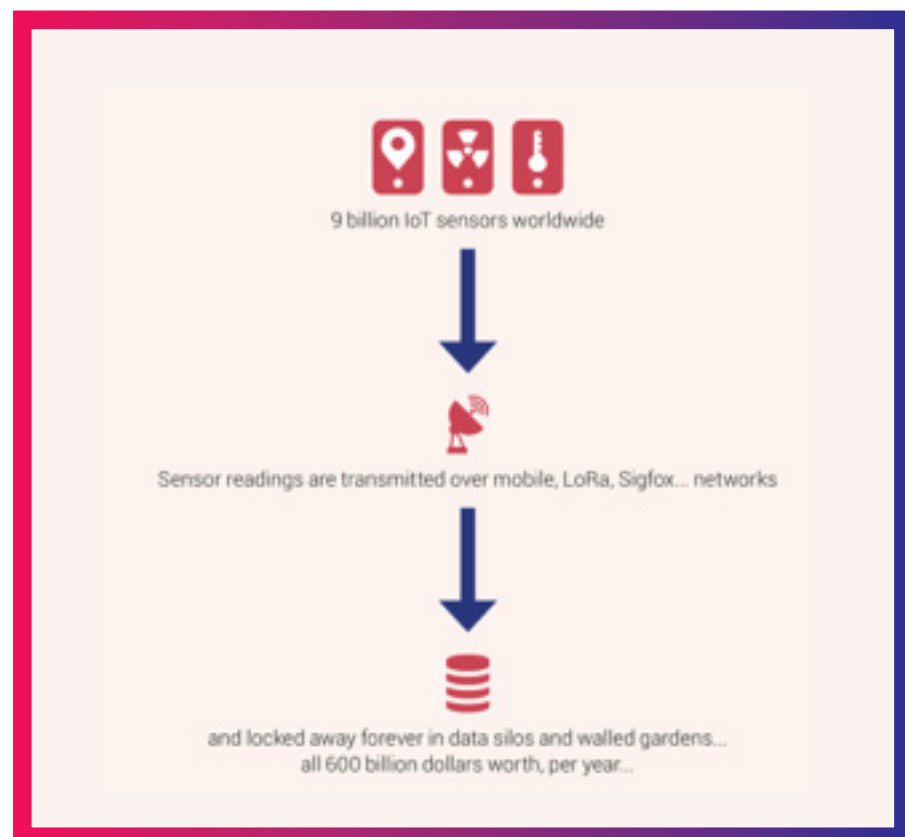 9 billion IoT sensors worldwide
Sensor readings are transmitted over mobile, LoRa, Sigfox... networks
and locked away forever in data silos and walled gardens...
all 600 billion dollars worth, per year...